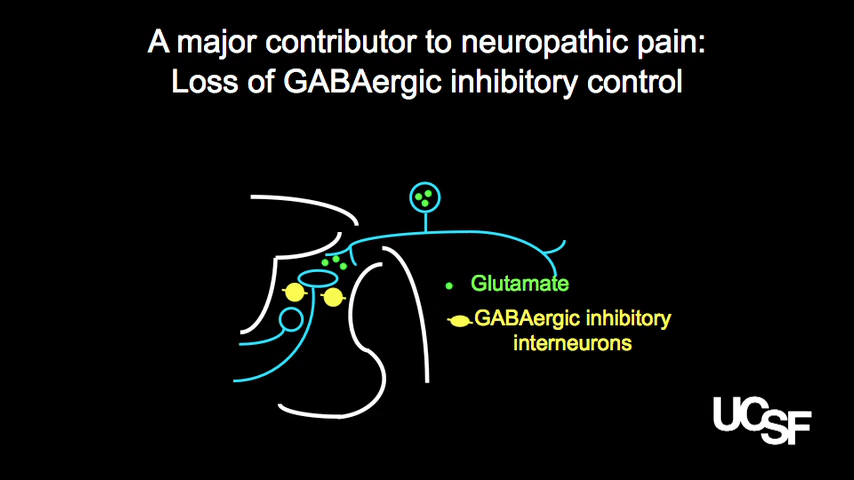 A major contributor to neuropathic pain:
Loss of GABAergic inhibitory control
Glutamate
GABAergic inhibitory
interneurons
UCSF